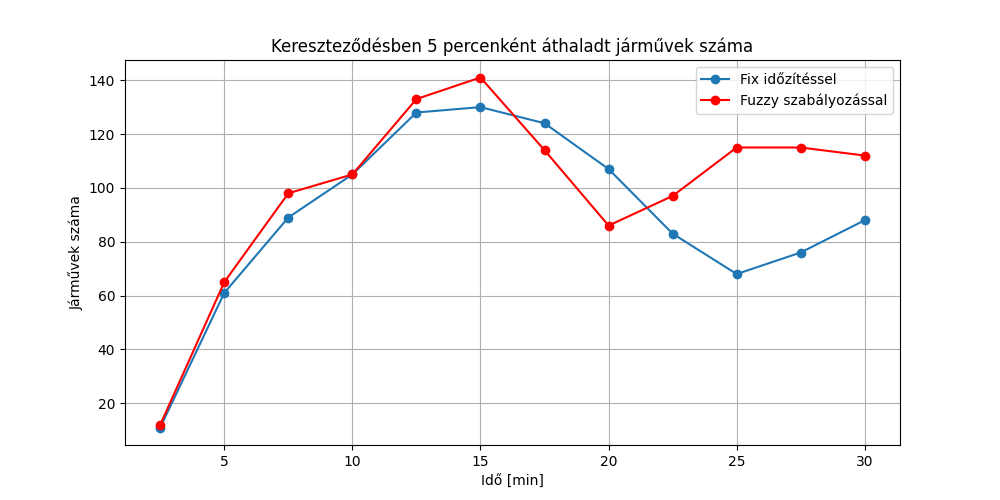 Kereszteződésben 5 percenként áthaladt járművek száma
Fix időzítéssel
Fuzzy szabályozással
Járművek száma
140
120
100
80
60
40
20
5 10 15 20 25 30
Idő [min]